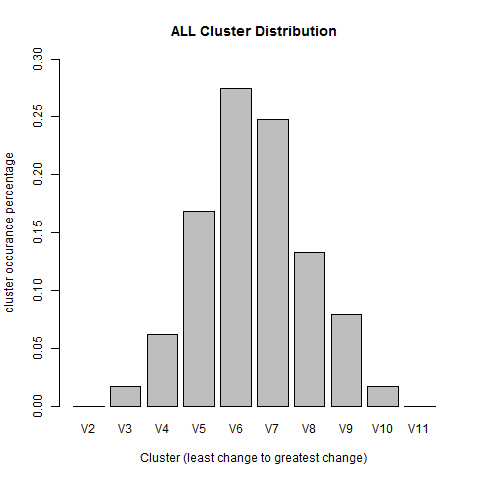 ALL Cluster Distribution
cluster occurance percentage
0.30
0.25
0.20
0.15
0.10
0.05
0.00
V2 V3 V4 V5 V6 V7 V8 V9 V10 V11
Cluster (least change to greatest change)